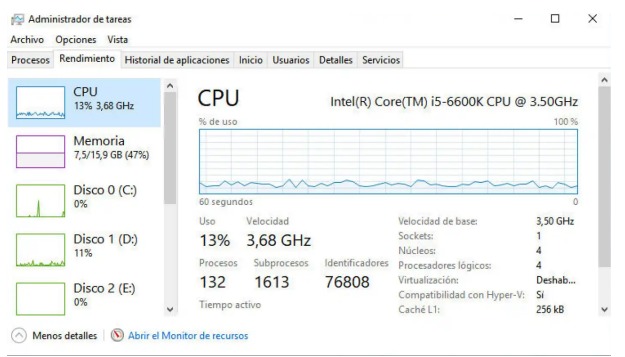 Administrador de tareas
Archivo Opciones Vista
Procesos Rendimiento Historial de aplicaciones Inicio Usuarios Detalles Servicios
CPU
13% 3,68 GHz
Memoria
7,5/15,9 GB (47%)
Disco 0 (C:)
0%
Disco 1 (D:)
11%
Disco 2 (E:)
0%
CPU Intel(R) Core(TM) i5-6600K CPU @ 3.50GHz
% de uso 100 %
60 segundos 0
Uso Velocidad
13% 3,68 GHz
Procesos Subprocesos Identificadores
132 1613 76808
Tiempo activo
Velocidad de base: 3,50 GHz
Sockets: 1
Núcleos: 4
Procesadores lógicos: 4
Virtualización: Deshab...
Compatibilidad con Hyper-V: Sí
Caché L1: 256 kB
Menos detalles Abrir el Monitor de recursos